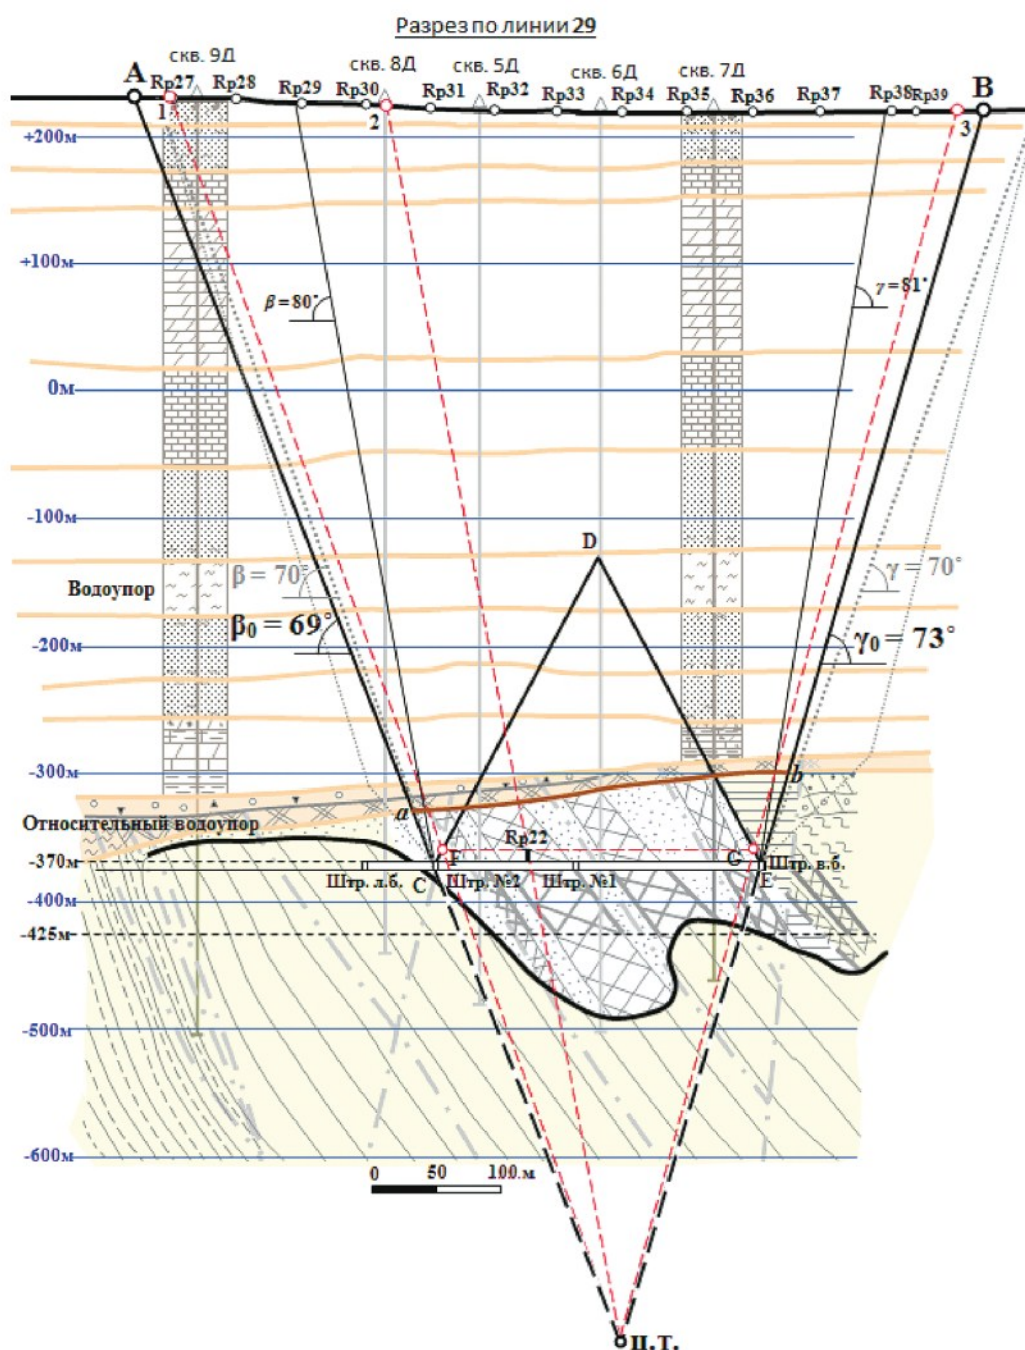 Разрез по линии 29
скв. 9Д скв. 8Д скв. 5Д скв. 6Д скв. 7Д
A Rp27 Rp28 Rp29 Rp30 Rp31 Rp32 Rp33 Rp34 Rp35 Rp36 Rp37 Rp38 Rp39 B
1 2 3
+200м
+100м
β=80° γ=81°
0м
-100м
D
Водоупор β = 70° γ = 70°
β₀ = 69° γ₀ = 73°
-200м
-300м b
a
Относительный водоупор
Rp22
F G
-370м
Штр. л.б. C Штр. №2 Штр. №1 E Штр. в.б.
-400м
-425м
-500м
-600м
0 50 100 м
ц.т.